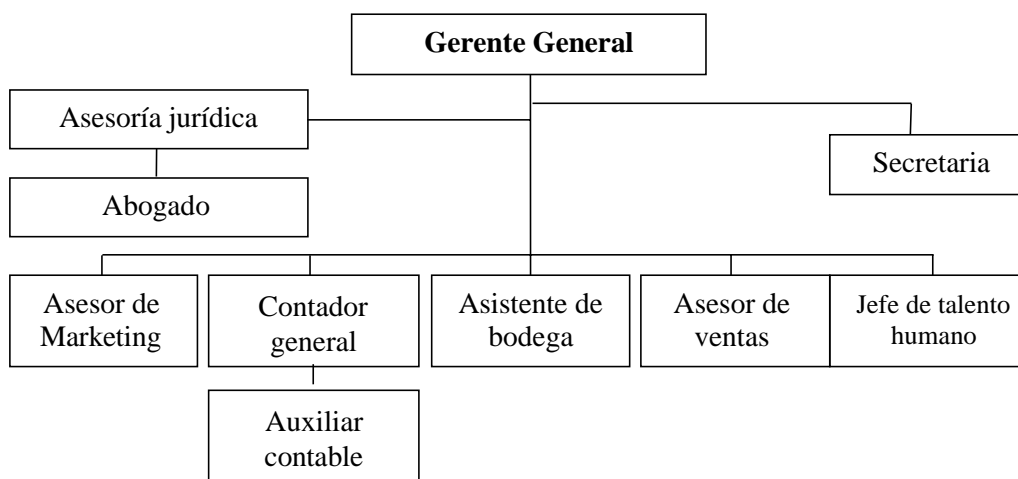 Gerente General
Asesoría jurídica
Secretaria
Abogado
Asesor de
Marketing
Contador
general
Asistente de
bodega
Asesor de
ventas
Jefe de talento
humano
Auxiliar
contable